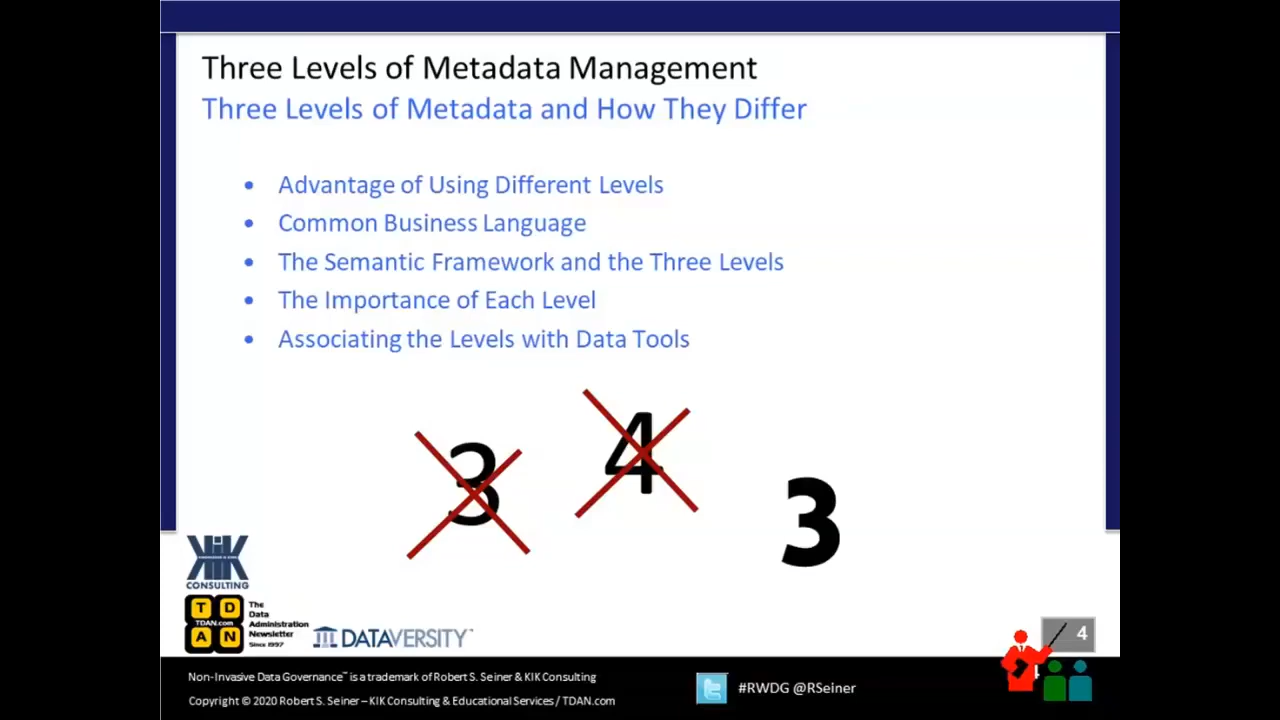 Three Levels of Metadata Management
Three Levels of Metadata and How They Differ
• Advantage of Using Different Levels
• Common Business Language
• The Semantic Framework and the Three Levels
• The Importance of Each Level
• Associating the Levels with Data Tools
3
4
3
KIK
CONSULTING
T D
TDAN.com
A N
The
Data
Administration
Newsletter
Since 1997
DATAVERSITY
4
Non-Invasive Data Governance™ is a trademark of Robert S. Seiner & KIK Consulting
Copyright © 2020 Robert S. Seiner – KIK Consulting & Educational Services / TDAN.com
#RWDG @RSeiner